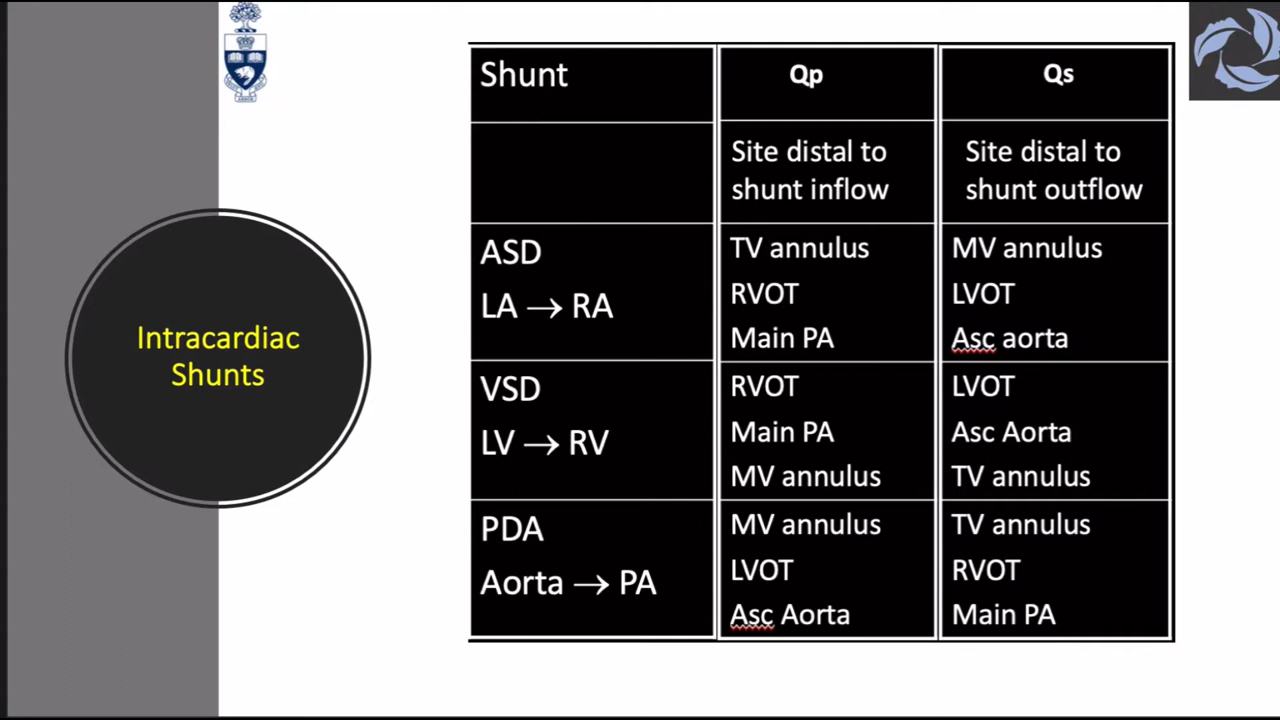 Intracardiac
Shunts
Shunt
Qp
Qs
Site distal to
shunt inflow
Site distal to
shunt outflow
ASD
LA → RA
TV annulus
RVOT
Main PA
MV annulus
LVOT
Asc aorta
VSD
LV → RV
RVOT
Main PA
MV annulus
LVOT
Asc Aorta
TV annulus
PDA
Aorta → PA
MV annulus
LVOT
Asc Aorta
TV annulus
RVOT
Main PA